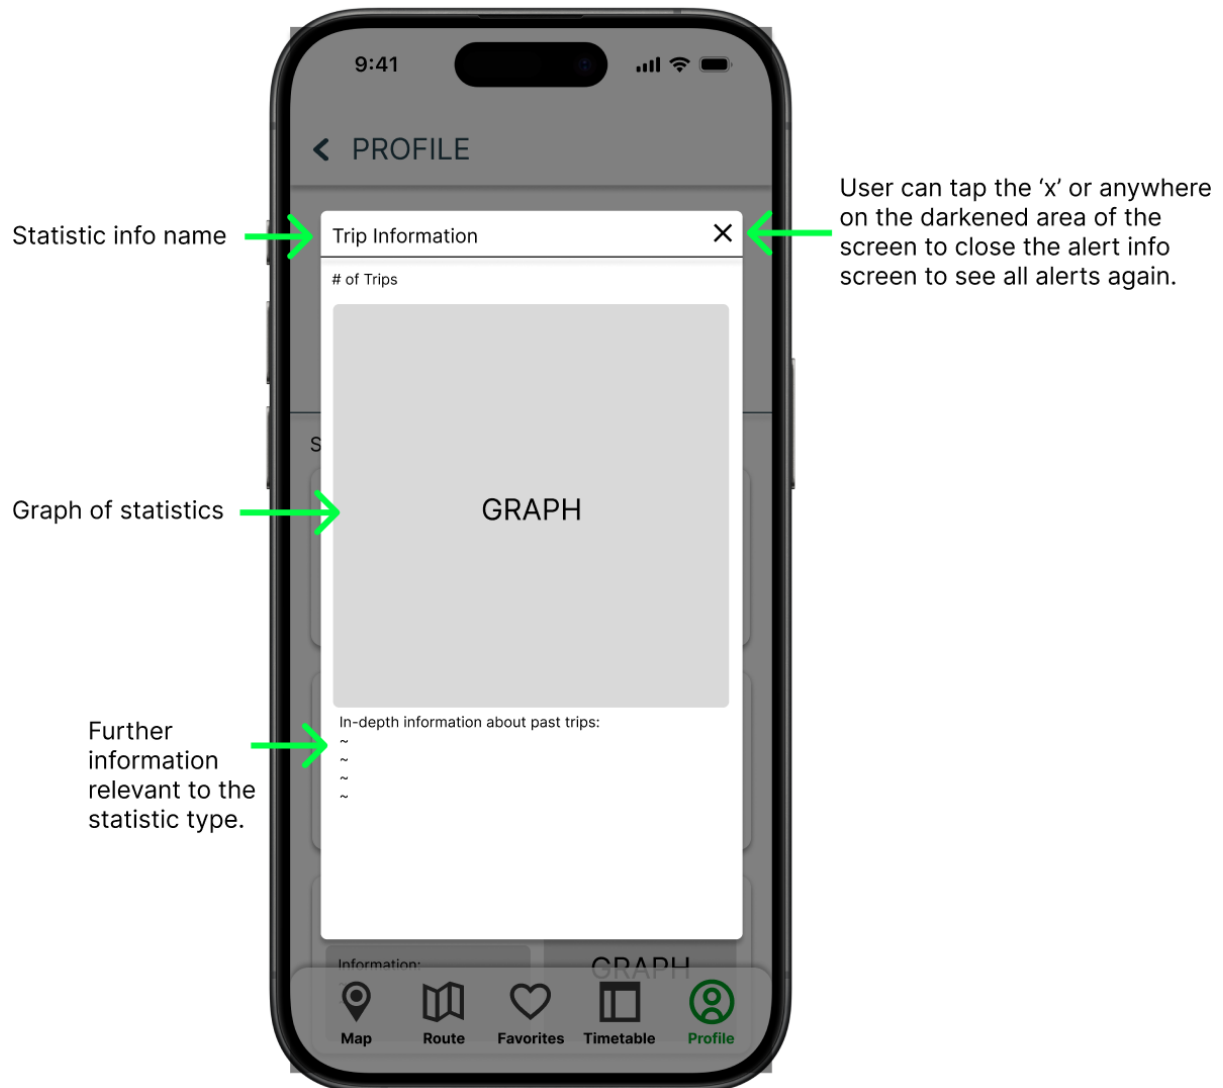 9:41
PROFILE
Statistic info name
Trip Information
User can tap the ‘x’ or anywhere
on the darkened area of the
screen to close the alert info
screen to see all alerts again.
# of Trips
S
Graph of statistics
GRAPH
Further
information
relevant to the
statistic type.
In-depth information about past trips:
~
~
~
~
Information:
GRAPH
Map Route Favorites Timetable Profile